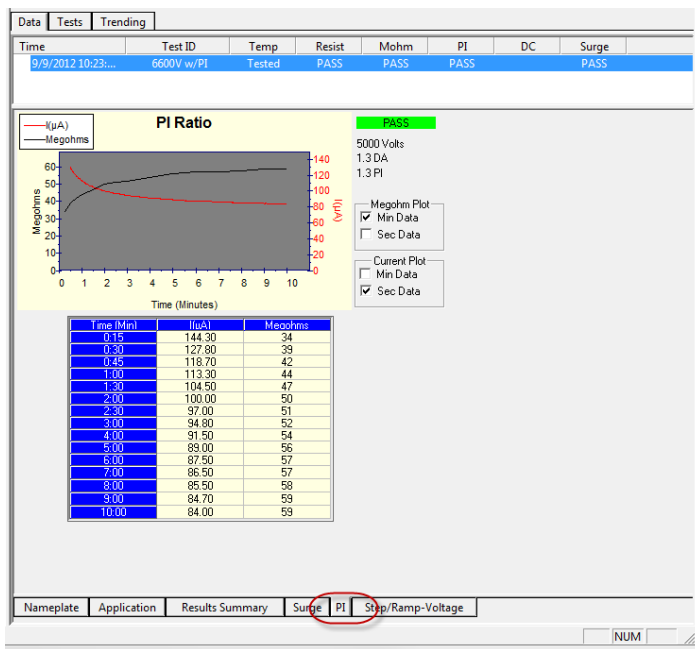 Data Tests Trending
Time Test ID Temp Resist Mohm PI DC Surge
9/9/2012 10:23:... 6600V w/PI Tested PASS PASS PASS PASS
I(µA)
Megohms
PI Ratio
PASS
5000 Volts
1.3 DA
1.3 PI
Megohms
60
50
40
30
20
10
0
140
120
100
80
60
40
20
0
I(µA)
0 1 2 3 4 5 6 7 8 9 10
Time (Minutes)
Megohm Plot
Min Data
Sec Data
Current Plot
Min Data
Sec Data
Time (Min) I(uA) Megohms
0:15 144.30 34
0:30 127.80 39
0:45 118.70 42
1:00 113.30 44
1:30 104.50 47
2:00 100.00 50
2:30 97.00 51
3:00 94.80 52
4:00 91.50 54
5:00 89.00 56
6:00 87.50 57
7:00 86.50 57
8:00 85.50 58
9:00 84.70 59
10:00 84.00 59
Nameplate Application Results Summary Surge PI Step/Ramp-Voltage
NUM